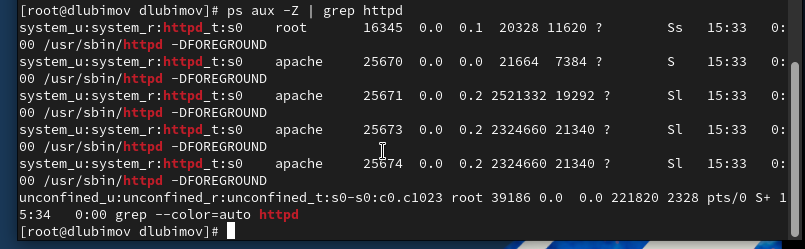 [root@dlubimov dlubimov]# ps aux -Z | grep httpd
system_u:system_r:httpd_t:s0    root       16345  0.0  0.1  20328 11620 ?        Ss   15:33   0:
00 /usr/sbin/httpd -DFOREGROUND
system_u:system_r:httpd_t:s0    apache     25670  0.0  0.0  21664  7384 ?        S    15:33   0:
00 /usr/sbin/httpd -DFOREGROUND
system_u:system_r:httpd_t:s0    apache     25671  0.0  0.2 2521332 19292 ?       Sl   15:33   0:
00 /usr/sbin/httpd -DFOREGROUND
system_u:system_r:httpd_t:s0    apache     25673  0.0  0.2 2324660 21340 ?       Sl   15:33   0:
00 /usr/sbin/httpd -DFOREGROUND
system_u:system_r:httpd_t:s0    apache     25674  0.0  0.2 2324660 21340 ?       Sl   15:33   0:
00 /usr/sbin/httpd -DFOREGROUND
unconfined_u:unconfined_r:unconfined_t:s0-s0:c0.c1023 root 39186 0.0  0.0 221820 2328 pts/0 S+ 1
5:34   0:00 grep --color=auto httpd
[root@dlubimov dlubimov]#